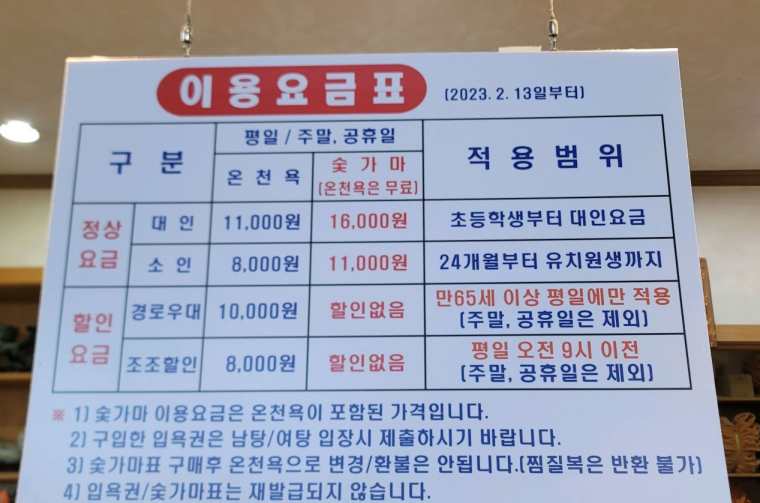 이용요금표 (2023. 2. 13일부터)
구 분 평일 / 주말, 공휴일 적 용 범 위
온 천 욕 숯 가 마
(온천욕은 무료)
정상 요금 대 인 11,000원 16,000원 초등학생부터 대인요금
소 인 8,000원 11,000원 24개월부터 유치원생까지
할인 요금 경로우대 10,000원 할인없음 만65세 이상 평일에만 적용
(주말, 공휴일은 제외)
조조할인 8,000원 할인없음 평일 오전 9시 이전
(주말, 공휴일은 제외)
※ 1) 숯가마 이용요금은 온천욕이 포함된 가격입니다.
2) 구입한 입욕권은 남탕/여탕 입장시 제출하시기 바랍니다.
3) 숯가마표 구매후 온천욕으로 변경/환불은 안됩니다.(찜질복은 반환 불가)
4) 입욕권/숯가마표는 재발급되지 않습니다.